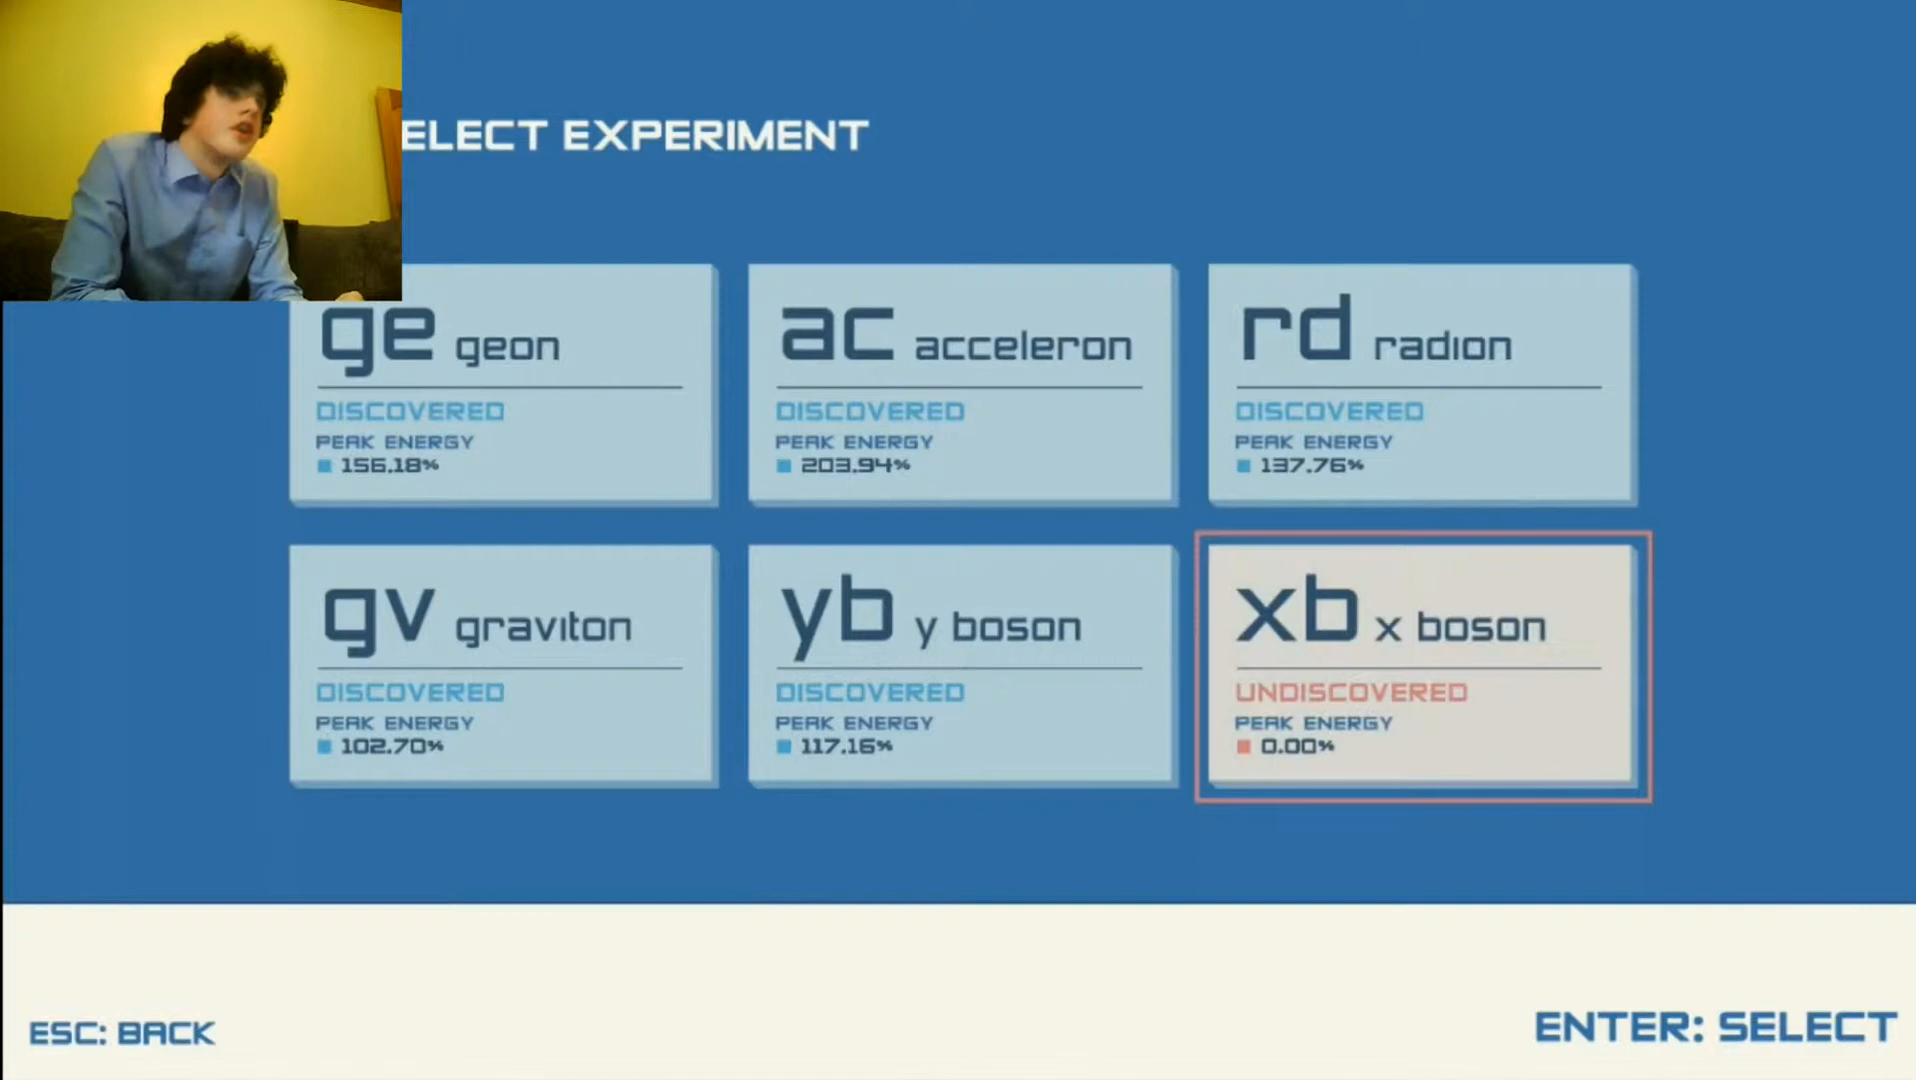 ELECT EXPERIMENT
ge geon
DISCOVERED
PEAK ENERGY
156.18%
ac acceleron
DISCOVERED
PEAK ENERGY
203.94%
rd radion
DISCOVERED
PEAK ENERGY
137.76%
gv graviton
DISCOVERED
PEAK ENERGY
102.70%
yb y boson
DISCOVERED
PEAK ENERGY
117.16%
xb x boson
UNDISCOVERED
PEAK ENERGY
0.00%
ESC: BACK
ENTER: SELECT